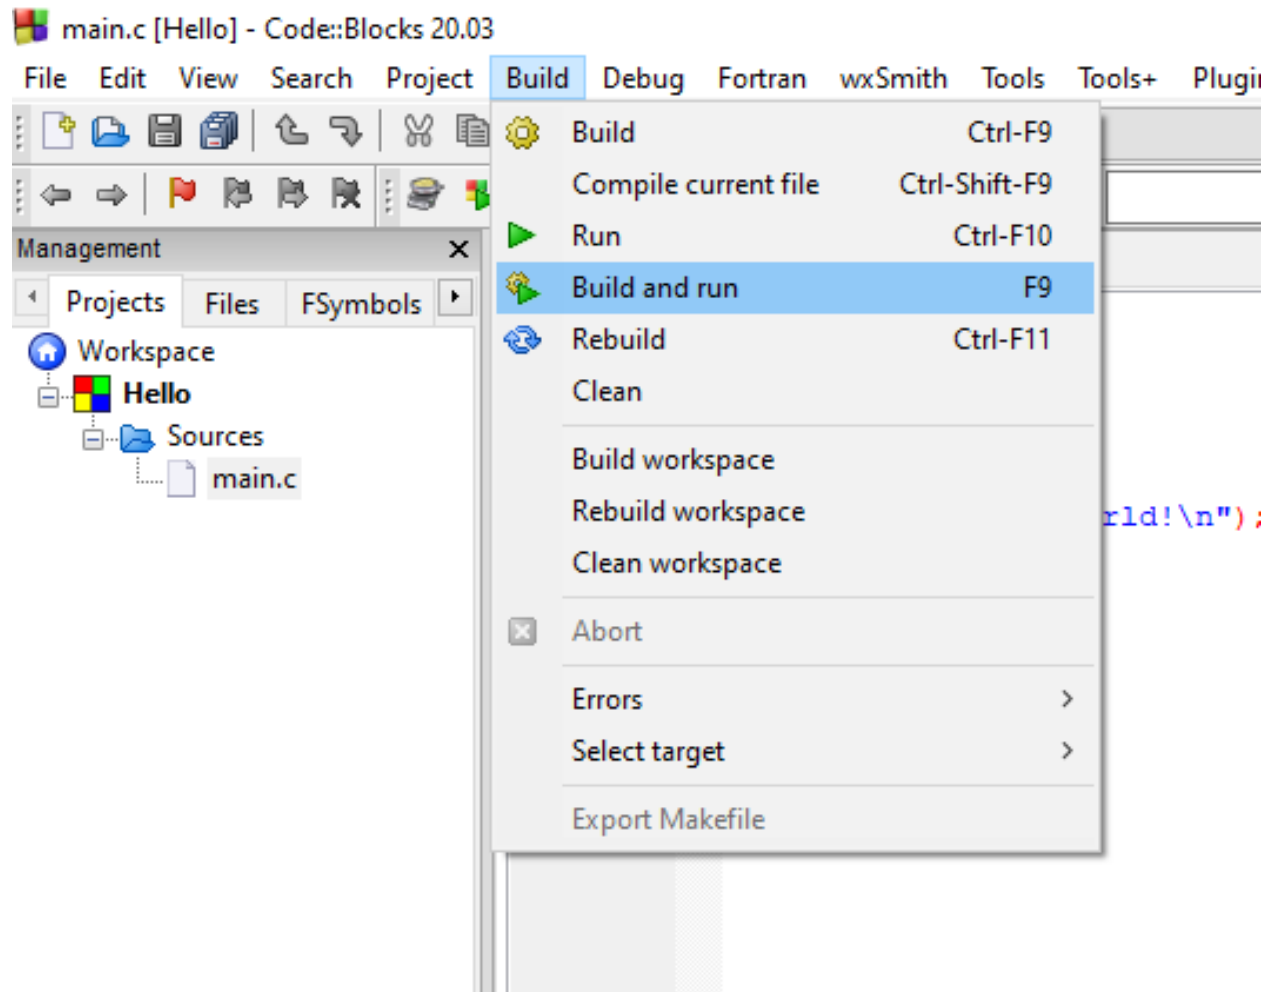 main.c [Hello] - Code::Blocks 20.03
File Edit View Search Project Build Debug Fortran wxSmith Tools Tools+
Build Ctrl-F9
Compile current file Ctrl-Shift-F9
Run Ctrl-F10
Build and run F9
Rebuild Ctrl-F11
Clean
Build workspace
Rebuild workspace
Clean workspace
Abort
Errors
Select target
Export Makefile
Management
Projects Files FSymbols
Workspace
Hello
Sources
main.c
rld!\n");